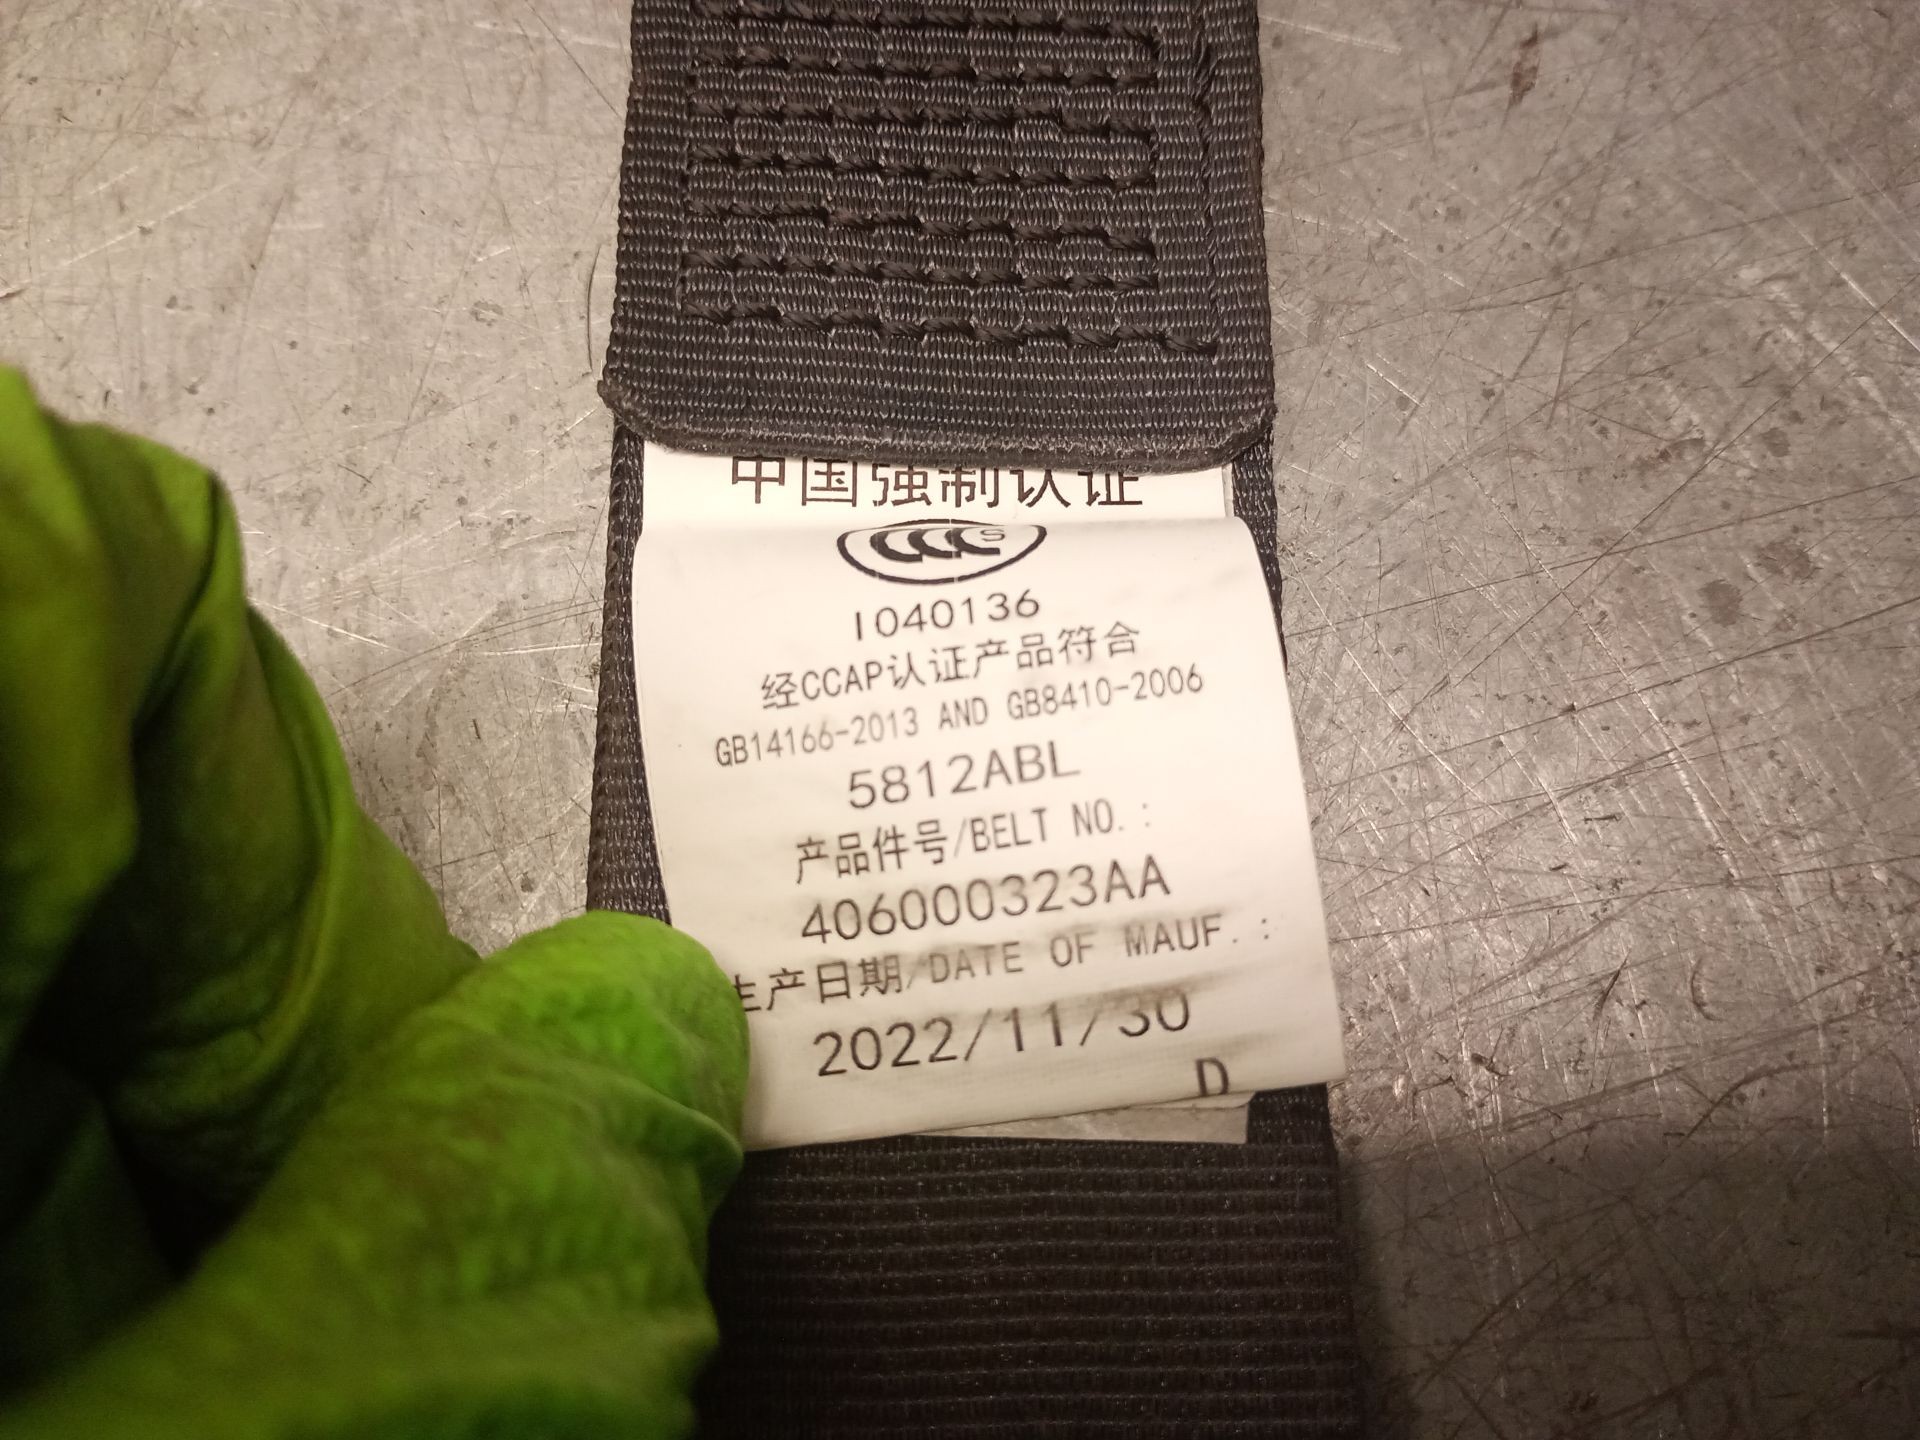 中国强制认证
CCC S
I040136
经CCAP认证产品符合
GB14166-2013 AND GB8410-2006
5812ABL
产品件号/BELT NO.:
406000323AA
生产日期/DATE OF MAUF.:
2022/11/30
D